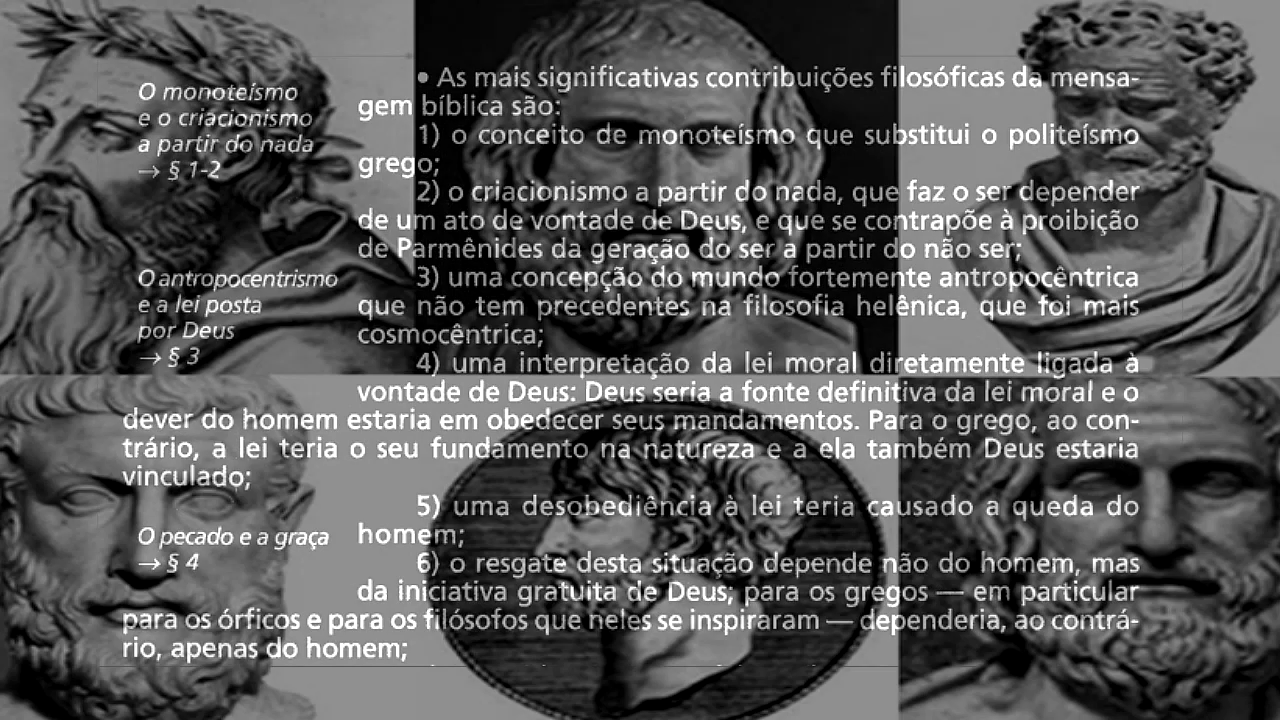 O monoteísmo
e o criacionismo
a partir do nada
→ § 1-2
• As mais significativas contribuições filosóficas da mensa-
gem bíblica são:
1) o conceito de monoteísmo que substitui o politeísmo
grego;
2) o criacionismo a partir do nada, que faz o ser depender
de um ato de vontade de Deus, e que se contrapõe à proibição
de Parmênides da geração do ser a partir do não ser;
O antropocentrismo
e a lei posta
por Deus
→ § 3
3) uma concepção do mundo fortemente antropocêntrica
que não tem precedentes na filosofia helênica, que foi mais
cosmocêntrica;
4) uma interpretação da lei moral diretamente ligada à
vontade de Deus: Deus seria a fonte definitiva da lei moral e o
dever do homem estaria em obedecer seus mandamentos. Para o grego, ao con-
trário, a lei teria o seu fundamento na natureza e a ela também Deus estaria
vinculado;
O pecado e a graça
→ § 4
5) uma desobediência à lei teria causado a queda do
homem;
6) o resgate desta situação depende não do homem, mas
da iniciativa gratuita de Deus; para os gregos — em particular
para os órficos e para os filósofos que neles se inspiraram — dependeria, ao contrá-
rio, apenas do homem;